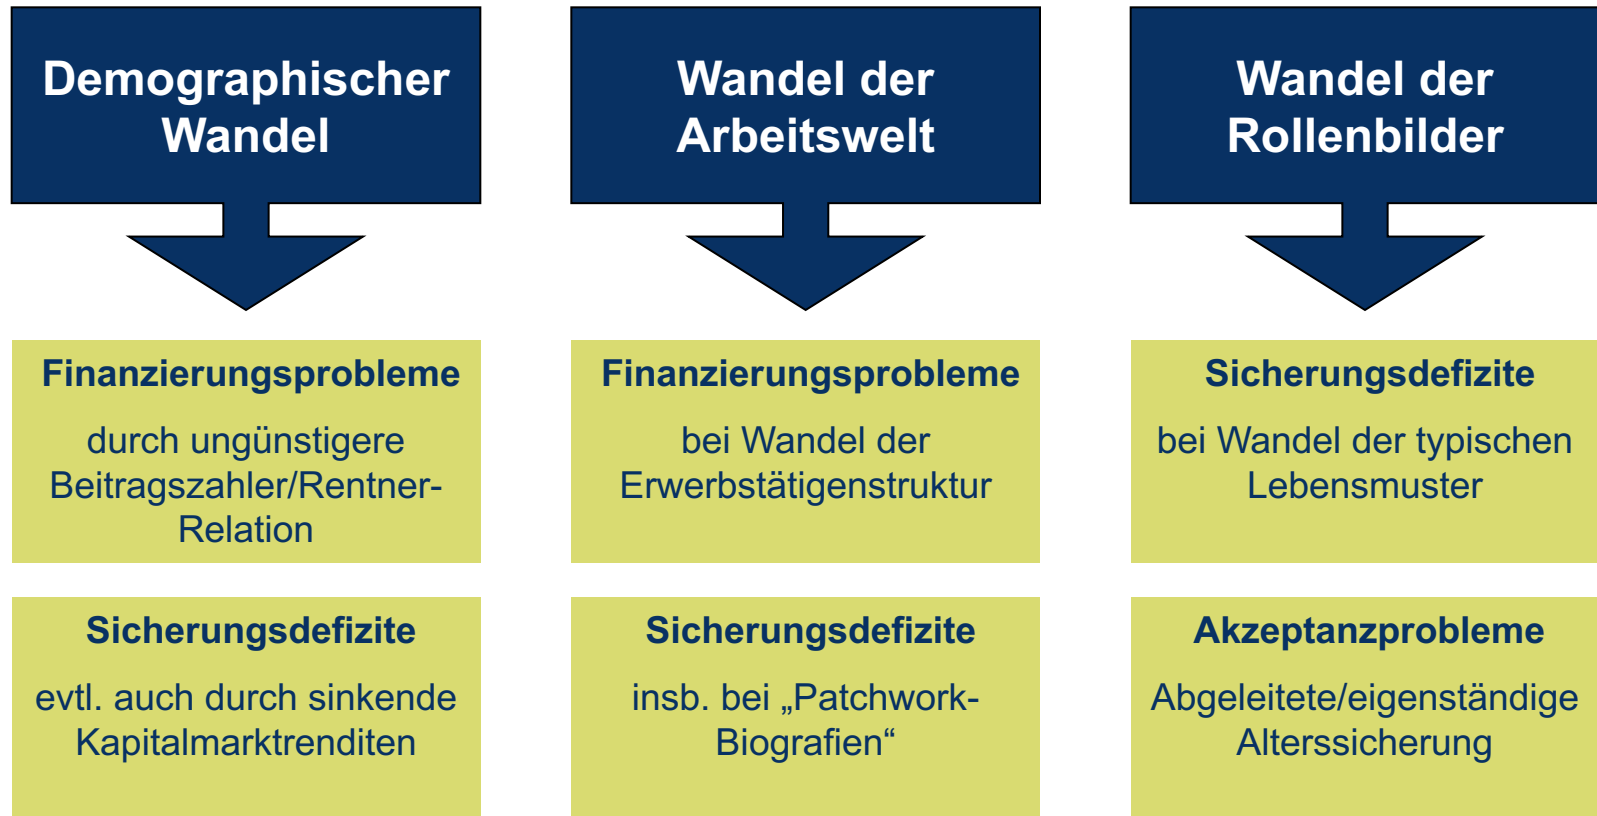 Demographischer
Wandel
Wandel der
Arbeitswelt
Wandel der
Rollenbilder
Finanzierungsprobleme
durch ungünstigere
Beitragszahler/Rentner-
Relation
Finanzierungsprobleme
bei Wandel der
Erwerbstätigenstruktur
Sicherungsdefizite
bei Wandel der typischen
Lebensmuster
Sicherungsdefizite
evtl. auch durch sinkende
Kapitalmarktrenditen
Sicherungsdefizite
insb. bei „Patchwork-
Biografien“
Akzeptanzprobleme
Abgeleitete/eigenständige
Alterssicherung